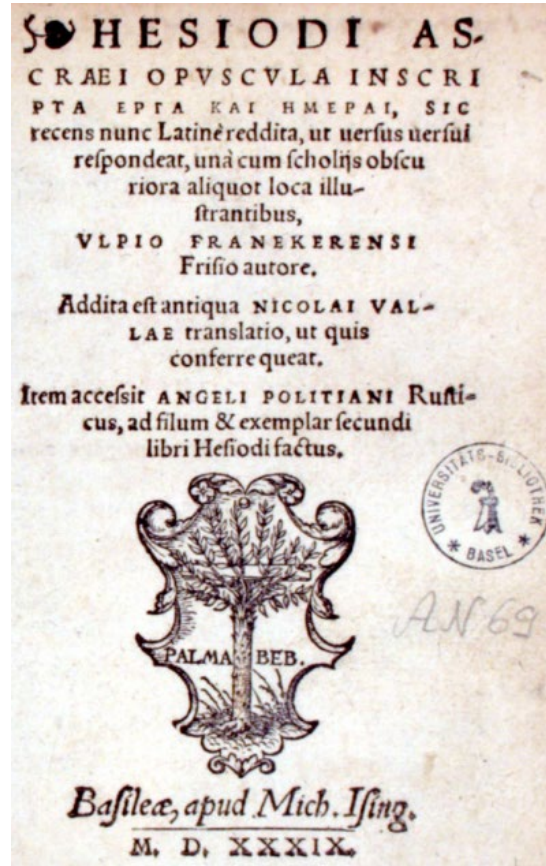 HESIODI AS-
CRAEI OPVSCVLA INSCRI
PTA ΕΡΓΑ ΚΑΙ ΗΜΕΡΑΙ, SIC
recens nunc Latinè reddita, ut uersus uersui
respondeat, unà cum scholijs obscu
riora aliquot loca illu-
strantibus,
VLPIO FRANEKERENSI
Frisio autore.
Addita est antiqua NICOLAI VAL-
LAE translatio, ut quis
conferre queat.
Item accessit ANGELI POLITIANI Rusti-
cus, ad filum & exemplar secundi
libri Hesiodi factus.
UNIVERSITÄTS-BIBLIOTHEK
* BASEL *
AN 69
PALMA BEB.
Basileæ, apud Mich. Ising.
M. D. XXXIX.